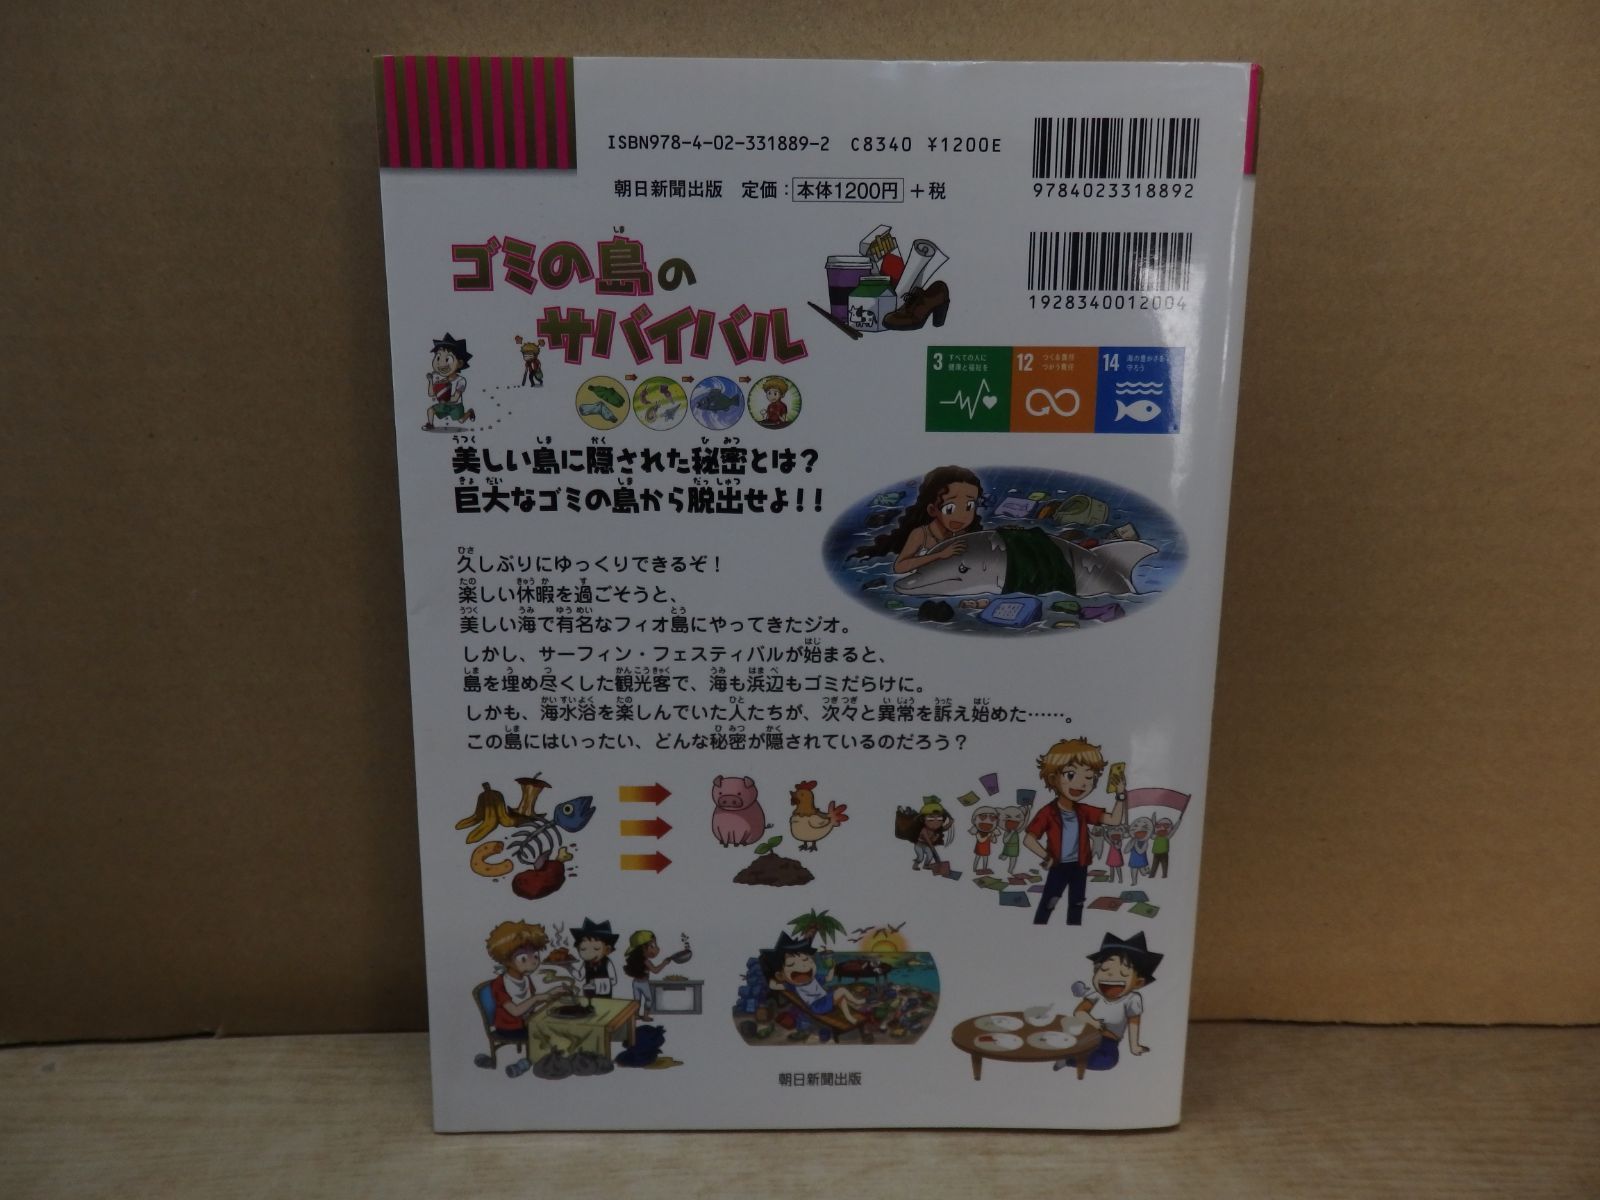 ISBN978-4-02-331889-2 C8340 ¥1200E
朝日新聞出版 定価：本体1200円＋税
9784023318892
1928340012004
ゴミの島のサバイバル
3 すべての人に健康と福祉を
12 つくる責任つかう責任
14 海の豊かさを守ろう
美しい島に隠された秘密とは？
巨大なゴミの島から脱出せよ！！
久しぶりにゆっくりできるぞ！
楽しい休暇を過ごそうと、
美しい海で有名なフィオ島にやってきたジオ。
しかし、サーフィン・フェスティバルが始まると、
島を埋め尽くした観光客で、海も浜辺もゴミだらけに。
しかも、海水浴を楽しんでいた人たちが、次々と異常を訴え始めた……。
この島にはいったい、どんな秘密が隠されているのだろう？
朝日新聞出版